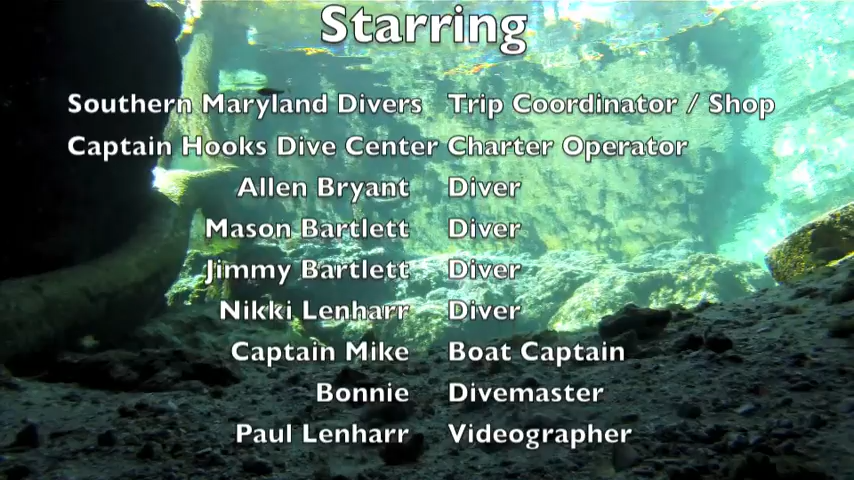 Starring
Southern Maryland Divers Trip Coordinator / Shop
Captain Hooks Dive Center Charter Operator
Allen Bryant Diver
Mason Bartlett Diver
Jimmy Bartlett Diver
Nikki Lenharr Diver
Captain Mike Boat Captain
Bonnie Divemaster
Paul Lenharr Videographer